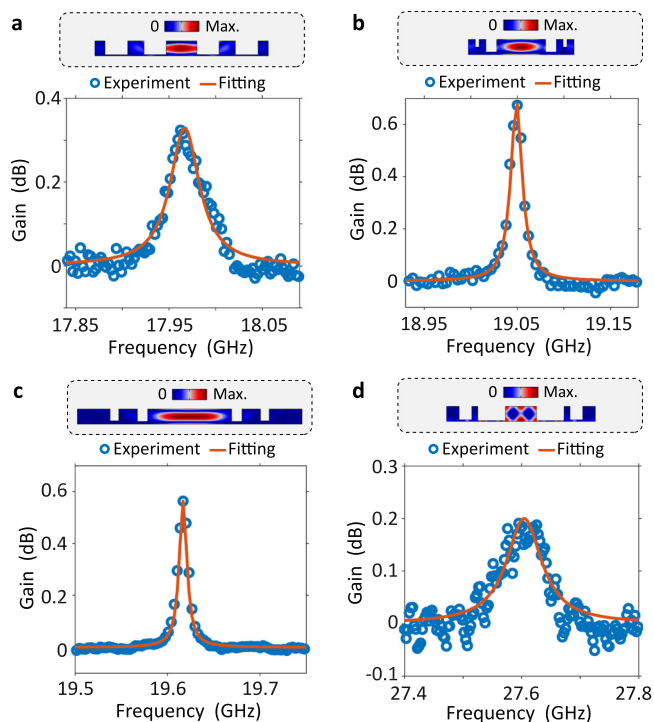 a
0 Max.
Experiment Fitting
0.4
0.2
0
Gain (dB)
17.85 17.95 18.05
Frequency (GHz)
b
0 Max.
Experiment Fitting
0.6
0.4
0.2
0
Gain (dB)
18.95 19.05 19.15
Frequency (GHz)
c
0 Max.
Experiment Fitting
0.6
0.4
0.2
0
Gain (dB)
19.5 19.6 19.7
Frequency (GHz)
d
0 Max.
Experiment Fitting
0.3
0.2
0.1
0
-0.1
Gain (dB)
27.4 27.6 27.8
Frequency (GHz)